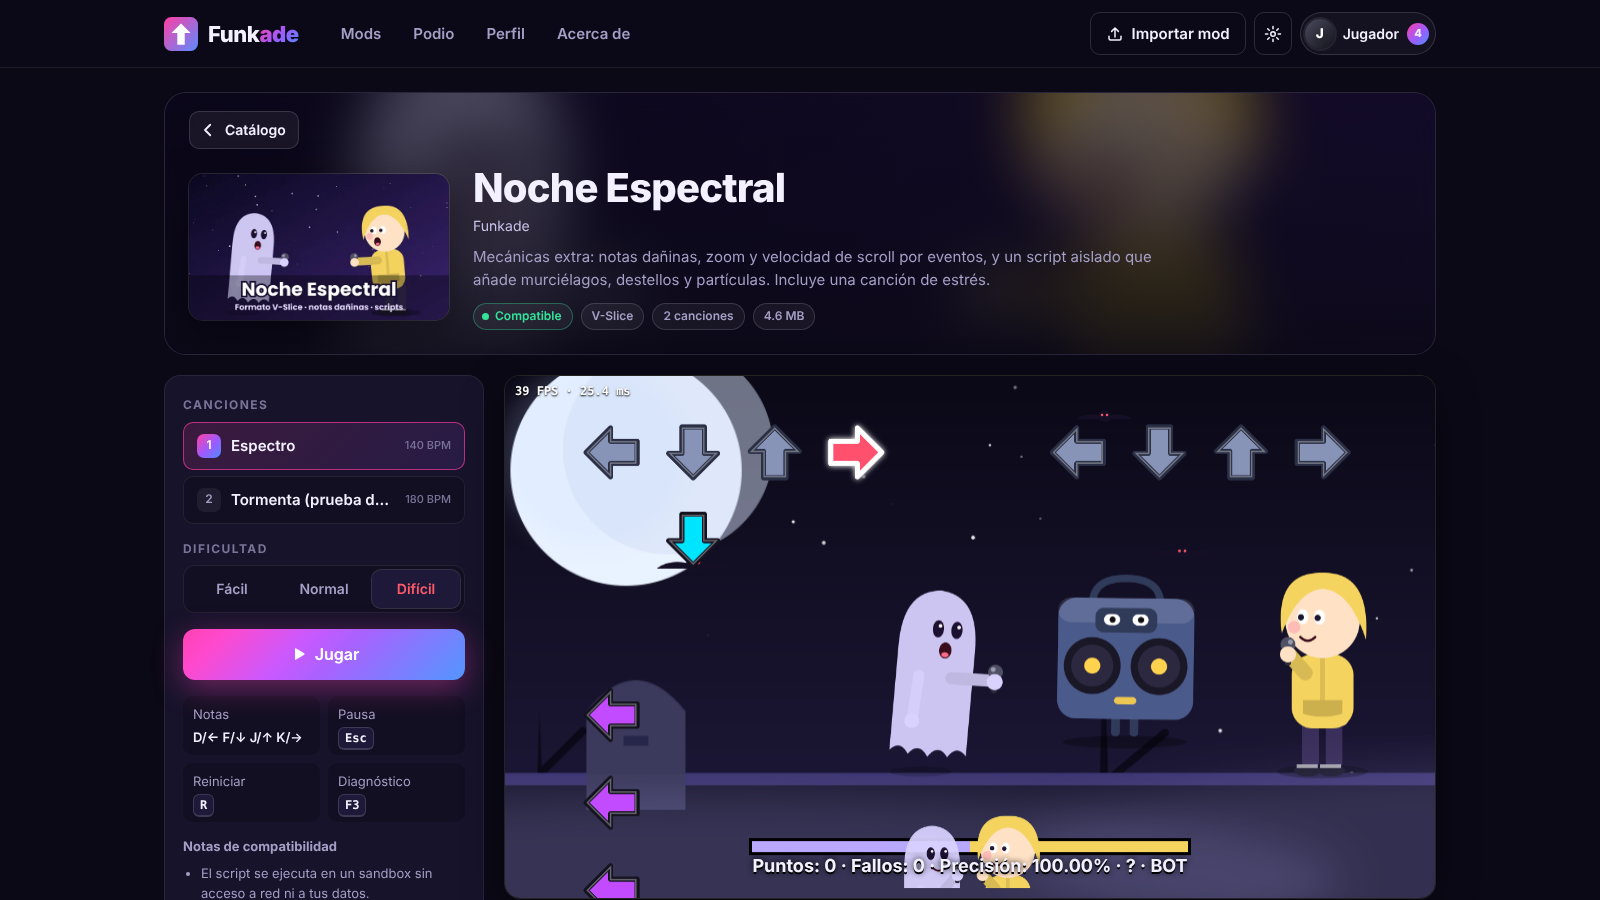 Funkade
Mods
Podio
Perfil
Acerca de
Importar mod
J
Jugador
4
Catálogo
Noche Espectral
Formato V-Slice · notas dañinas · scripts.
Noche Espectral
Funkade
Mecánicas extra: notas dañinas, zoom y velocidad de scroll por eventos, y un script aislado que
añade murciélagos, destellos y partículas. Incluye una canción de estrés.
Compatible
V-Slice
2 canciones
4.6 MB
CANCIONES
1 Espectro 140 BPM
2 Tormenta (prueba d... 180 BPM
DIFICULTAD
Fácil
Normal
Difícil
Jugar
Notas
D/← F/↓ J/↑ K/→
Pausa
Esc
Reiniciar
R
Diagnóstico
F3
Notas de compatibilidad
• El script se ejecuta en un sandbox sin
acceso a red ni a tus datos.
39 FPS · 25.4 ms
Puntos: 0 · Fallos: 0 · Precisión: 100.00% · ? · BOT